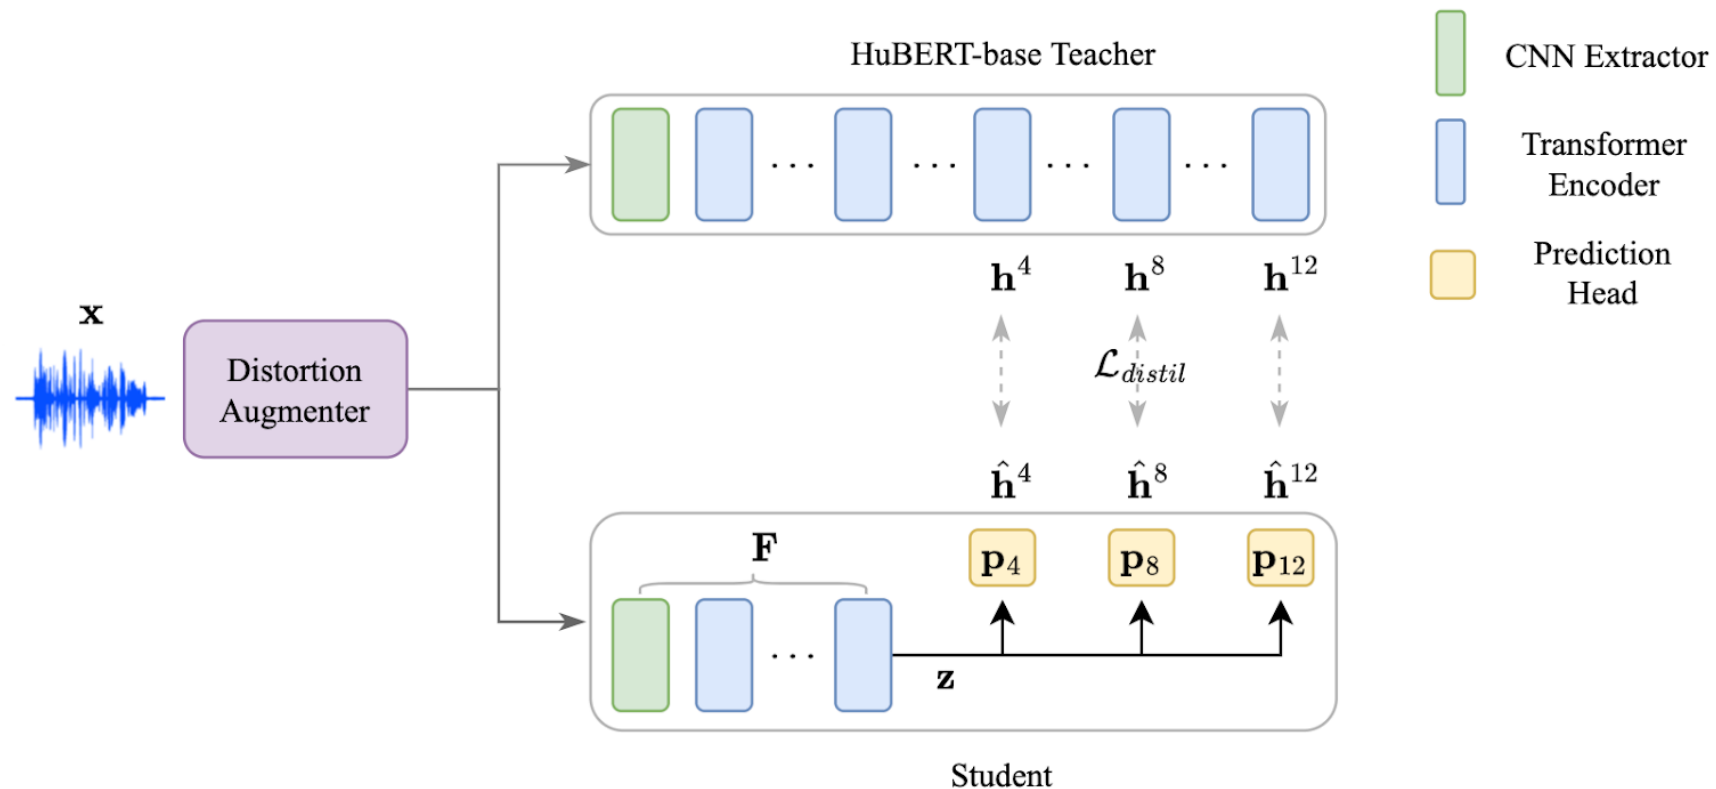 HuBERT-base Teacher
CNN Extractor
Transformer
Encoder
Prediction
Head
x
Distortion
Augmenter
. . .
. . .
. . .
. . .
h⁴ h⁸ h¹²
ℒ_distil
ĥ⁴ ĥ⁸ ĥ¹²
F
p₄ p₈ p₁₂
. . .
z
Student